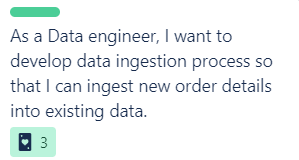 As a Data engineer, I want to
develop data ingestion process so
that I can ingest new order details
into existing data.
3